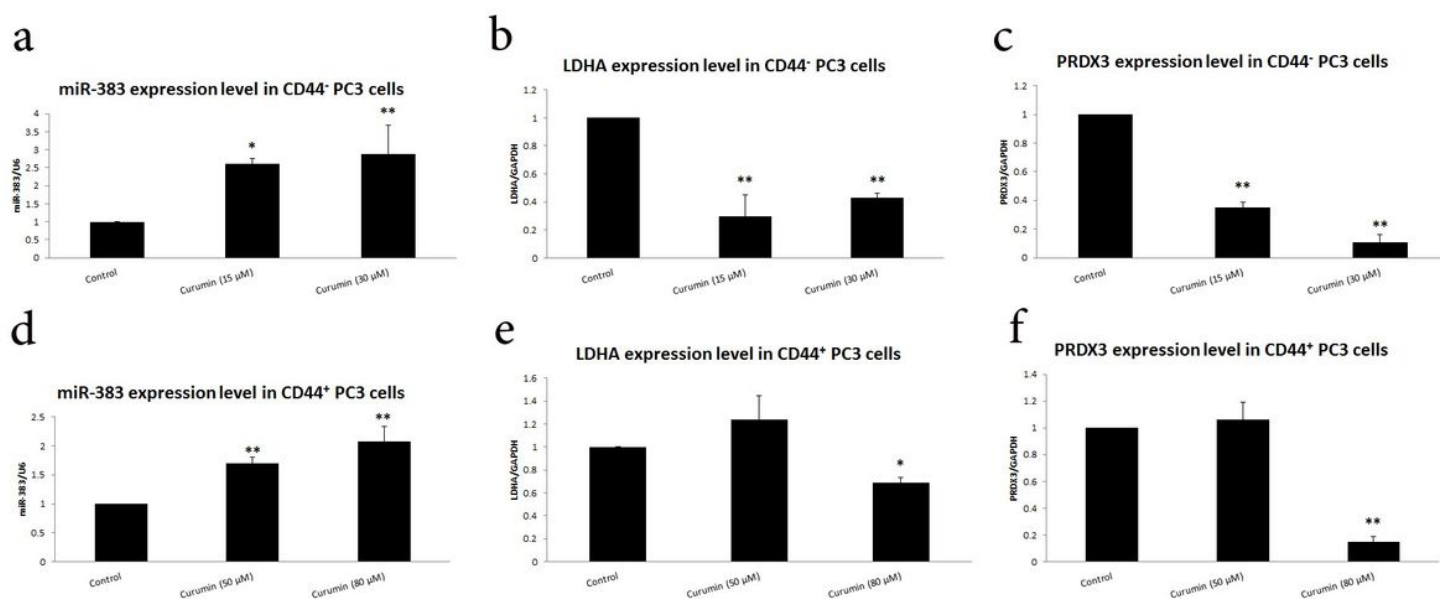 a
miR-383 expression level in CD44⁻ PC3 cells
4
3.5
3
2.5
2
1.5
1
0.5
0
miR-383/U6
*
**
Control
Curumin (15 µM)
Curumin (30 µM)
b
LDHA expression level in CD44⁻ PC3 cells
1.2
1
0.8
0.6
0.4
0.2
0
LDHA/GAPDH
**
**
Control
Curumin (15 µM)
Curumin (30 µM)
c
PRDX3 expression level in CD44⁻ PC3 cells
1.2
1
0.8
0.6
0.4
0.2
0
PRDX3/GAPDH
**
**
Control
Curumin (15 µM)
Curumin (30 µM)
d
miR-383 expression level in CD44⁺ PC3 cells
2.5
2
1.5
1
0.5
0
miR-383/U6
**
**
Control
Curumin (50 µM)
Curumin (80 µM)
e
LDHA expression level in CD44⁺ PC3 cells
1.6
1.4
1.2
1
0.8
0.6
0.4
0.2
0
LDHA/GAPDH
*
Control
Curumin (50 µM)
Curumin (80 µM)
f
PRDX3 expression level in CD44⁺ PC3 cells
1.4
1.2
1
0.8
0.6
0.4
0.2
0
PRDX3/GAPDH
**
Control
Curumin (50 µM)
Curumin (80 µM)